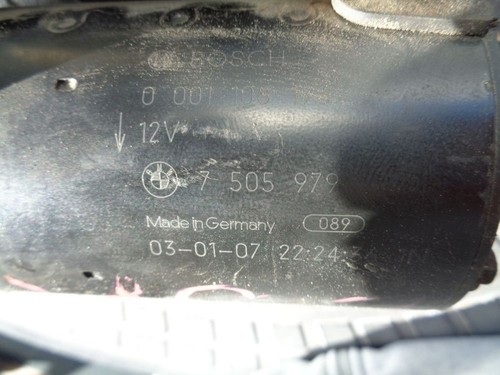 BOSCH
0 001
12V
7 505 979
Made in Germany 089
03-01-07 22:24